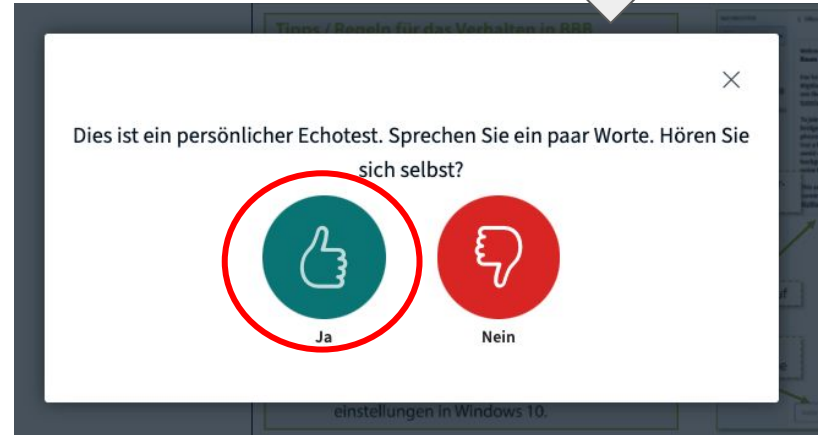 Tipps / Regeln für das Verhalten in BBB
Dies ist ein persönlicher Echotest. Sprechen Sie ein paar Worte. Hören Sie
sich selbst?
Ja
Nein
einstellungen in Windows 10.